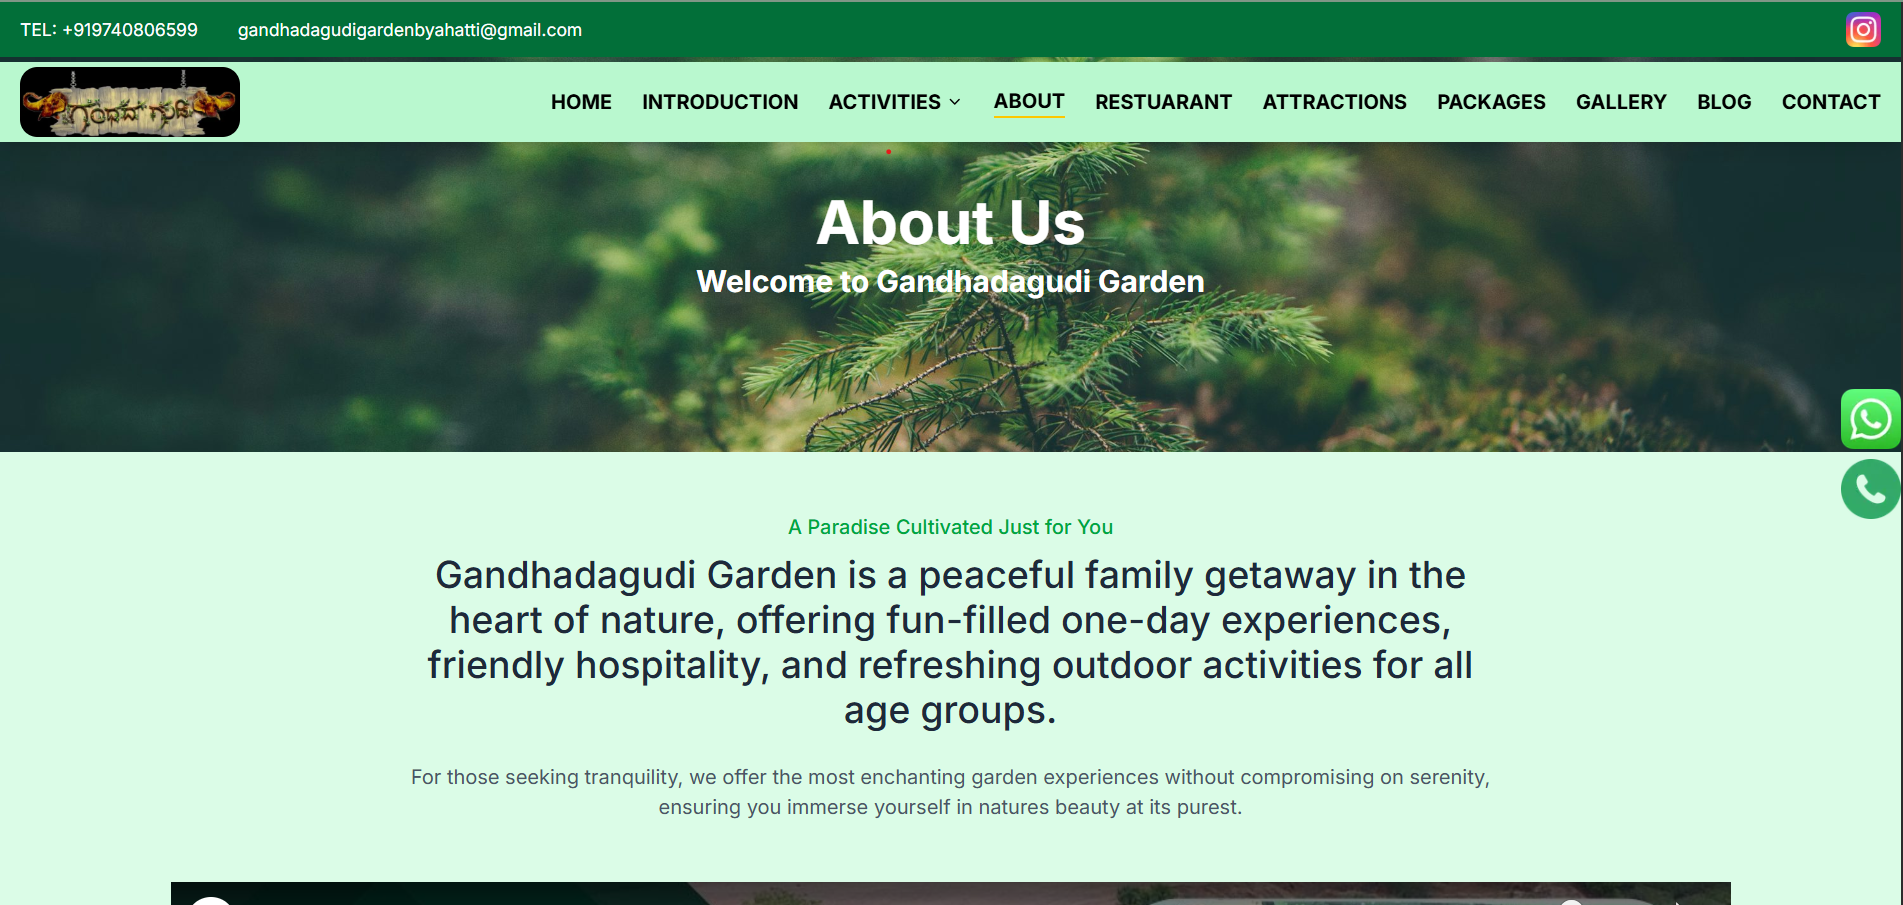 TEL: +919740806599 gandhadagudigardenbyahatti@gmail.com
ಗಂಧದ ಗುಡಿ
HOME INTRODUCTION ACTIVITIES ABOUT RESTUARANT ATTRACTIONS PACKAGES GALLERY BLOG CONTACT
About Us
Welcome to Gandhadagudi Garden
A Paradise Cultivated Just for You
Gandhadagudi Garden is a peaceful family getaway in the
heart of nature, offering fun-filled one-day experiences,
friendly hospitality, and refreshing outdoor activities for all
age groups.
For those seeking tranquility, we offer the most enchanting garden experiences without compromising on serenity,
ensuring you immerse yourself in natures beauty at its purest.